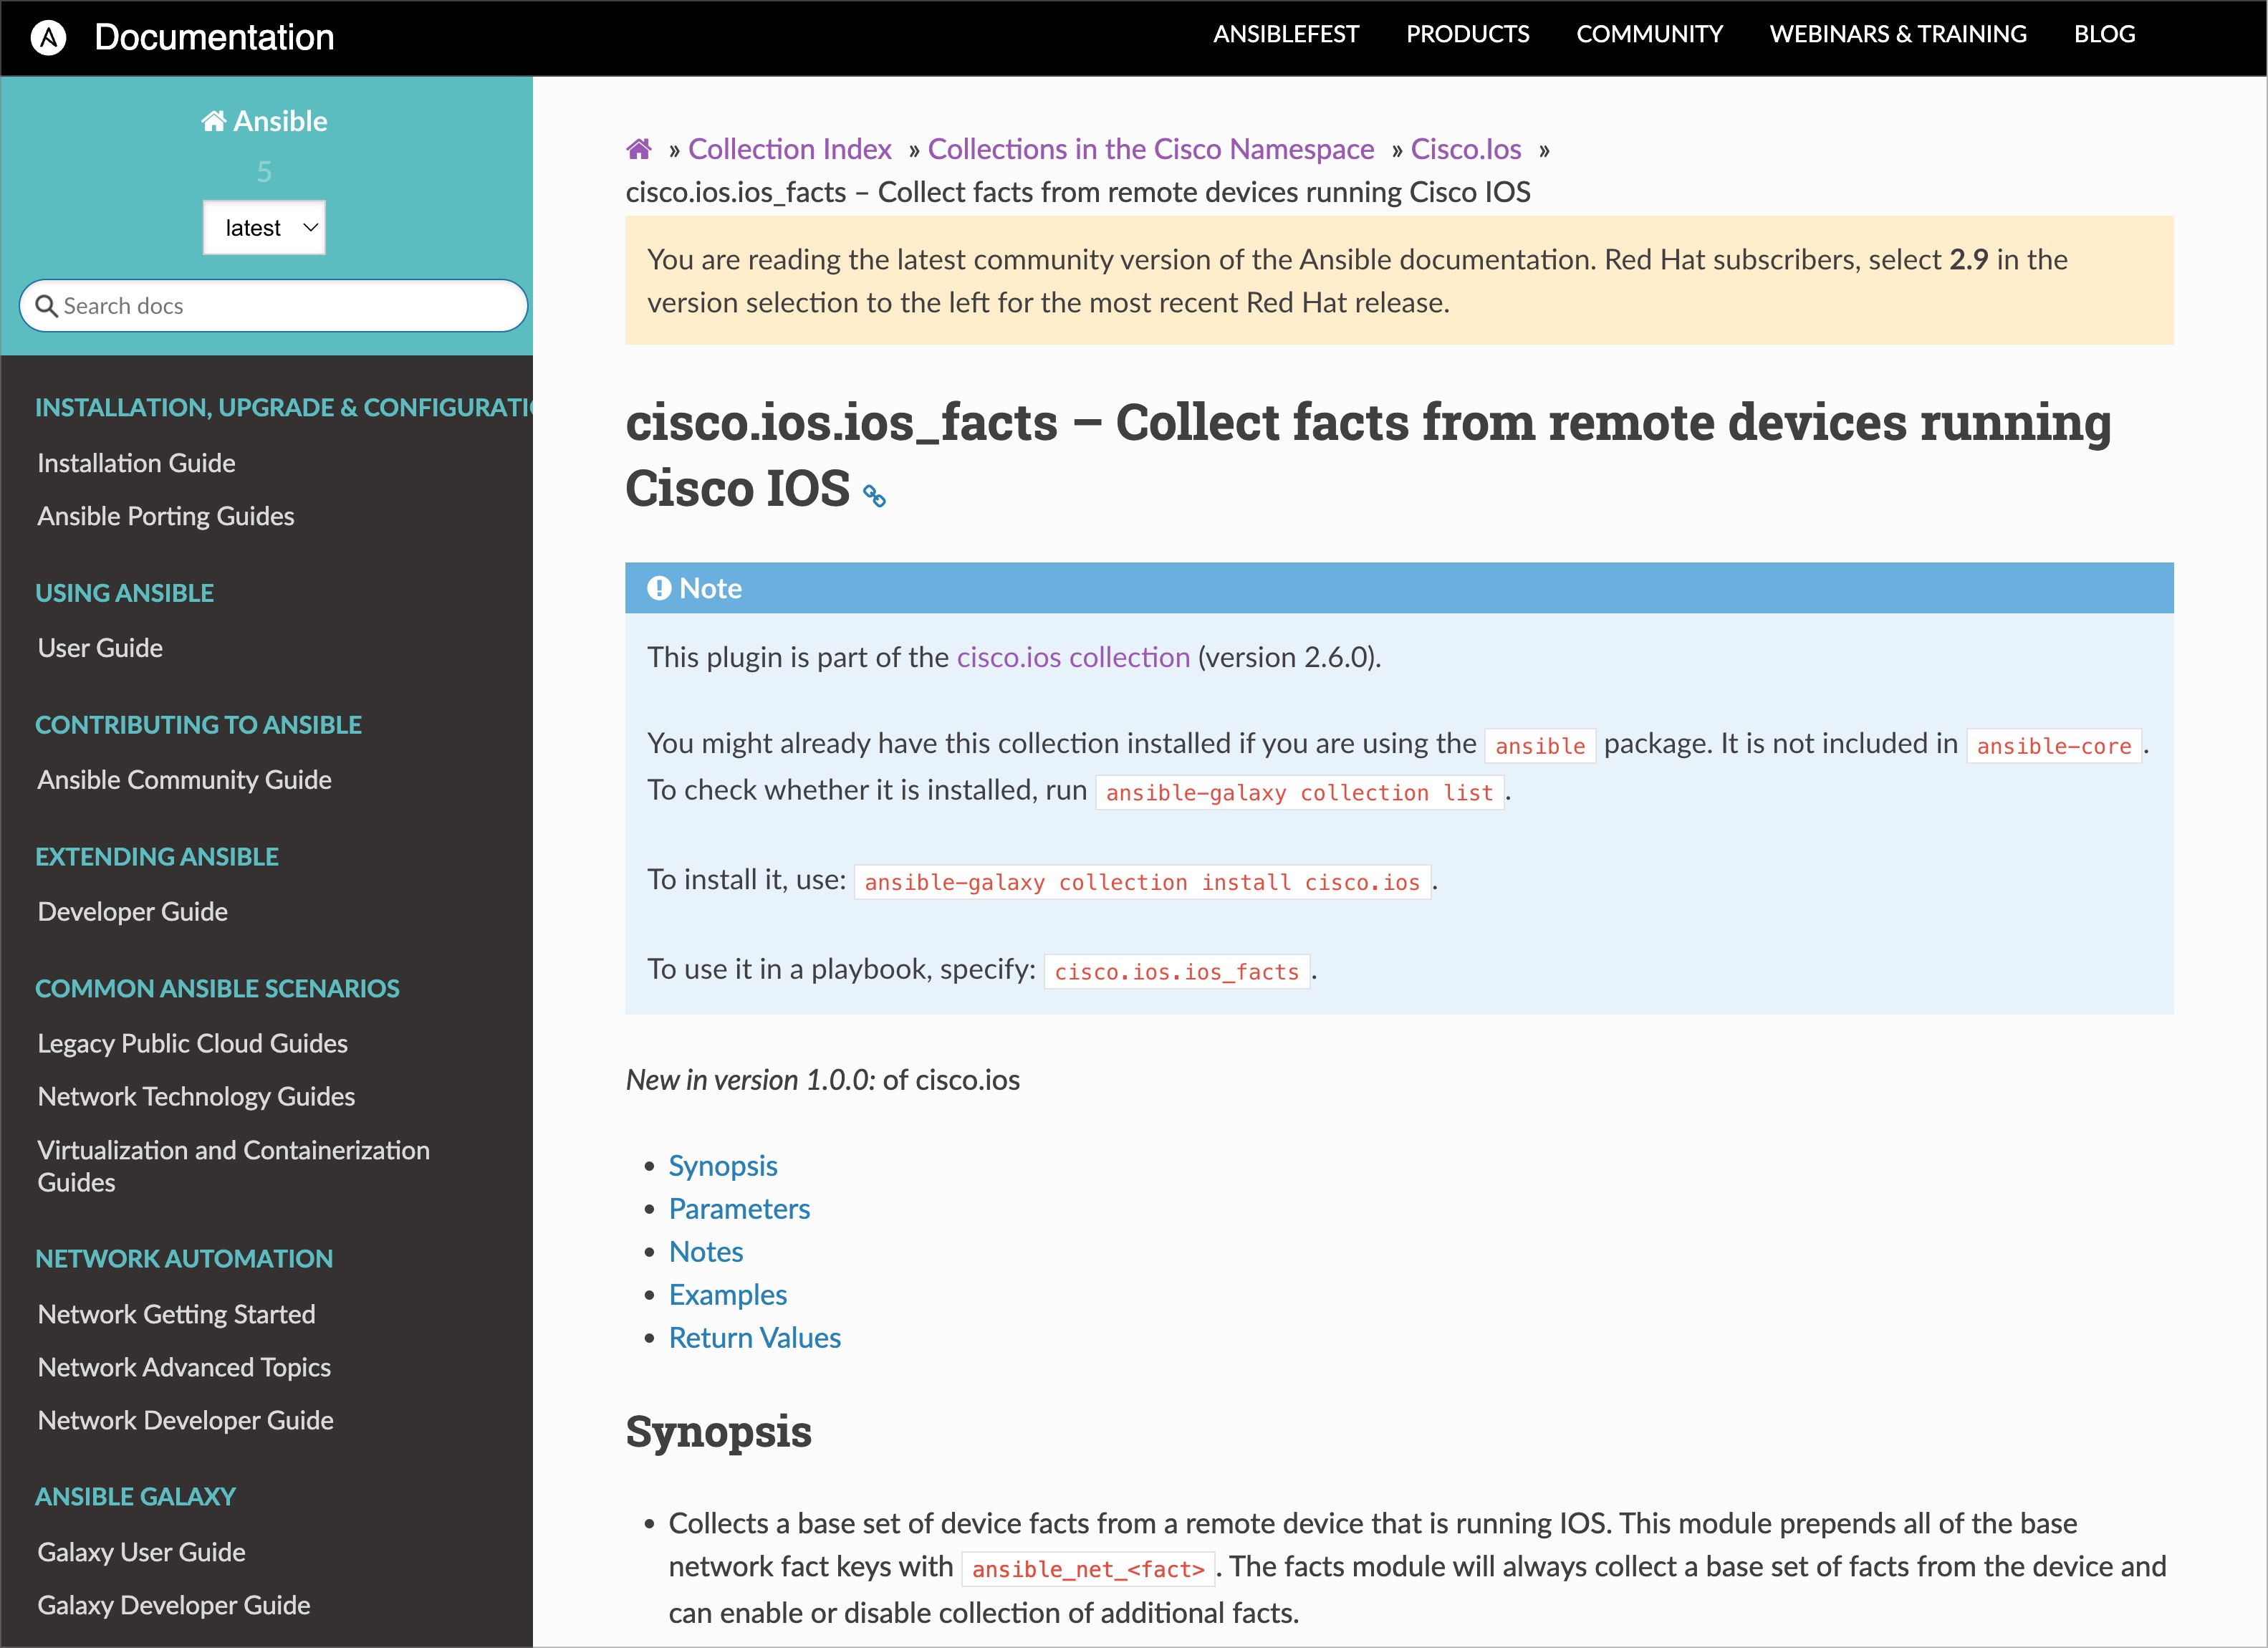 Documentation
ANSIBLEFEST PRODUCTS COMMUNITY WEBINARS & TRAINING BLOG
Ansible
5
latest
Search docs
INSTALLATION, UPGRADE & CONFIGURATIO
Installation Guide
Ansible Porting Guides
USING ANSIBLE
User Guide
CONTRIBUTING TO ANSIBLE
Ansible Community Guide
EXTENDING ANSIBLE
Developer Guide
COMMON ANSIBLE SCENARIOS
Legacy Public Cloud Guides
Network Technology Guides
Virtualization and Containerization
Guides
NETWORK AUTOMATION
Network Getting Started
Network Advanced Topics
Network Developer Guide
ANSIBLE GALAXY
Galaxy User Guide
Galaxy Developer Guide
» Collection Index » Collections in the Cisco Namespace » Cisco.Ios »
cisco.ios.ios_facts – Collect facts from remote devices running Cisco IOS
You are reading the latest community version of the Ansible documentation. Red Hat subscribers, select 2.9 in the
version selection to the left for the most recent Red Hat release.
cisco.ios.ios_facts – Collect facts from remote devices running
Cisco IOS
Note
This plugin is part of the cisco.ios collection (version 2.6.0).
You might already have this collection installed if you are using the ansible package. It is not included in ansible-core.
To check whether it is installed, run ansible-galaxy collection list.
To install it, use: ansible-galaxy collection install cisco.ios.
To use it in a playbook, specify: cisco.ios.ios_facts.
New in version 1.0.0: of cisco.ios
• Synopsis
• Parameters
• Notes
• Examples
• Return Values
Synopsis
• Collects a base set of device facts from a remote device that is running IOS. This module prepends all of the base
network fact keys with ansible_net_<fact>. The facts module will always collect a base set of facts from the device and
can enable or disable collection of additional facts.